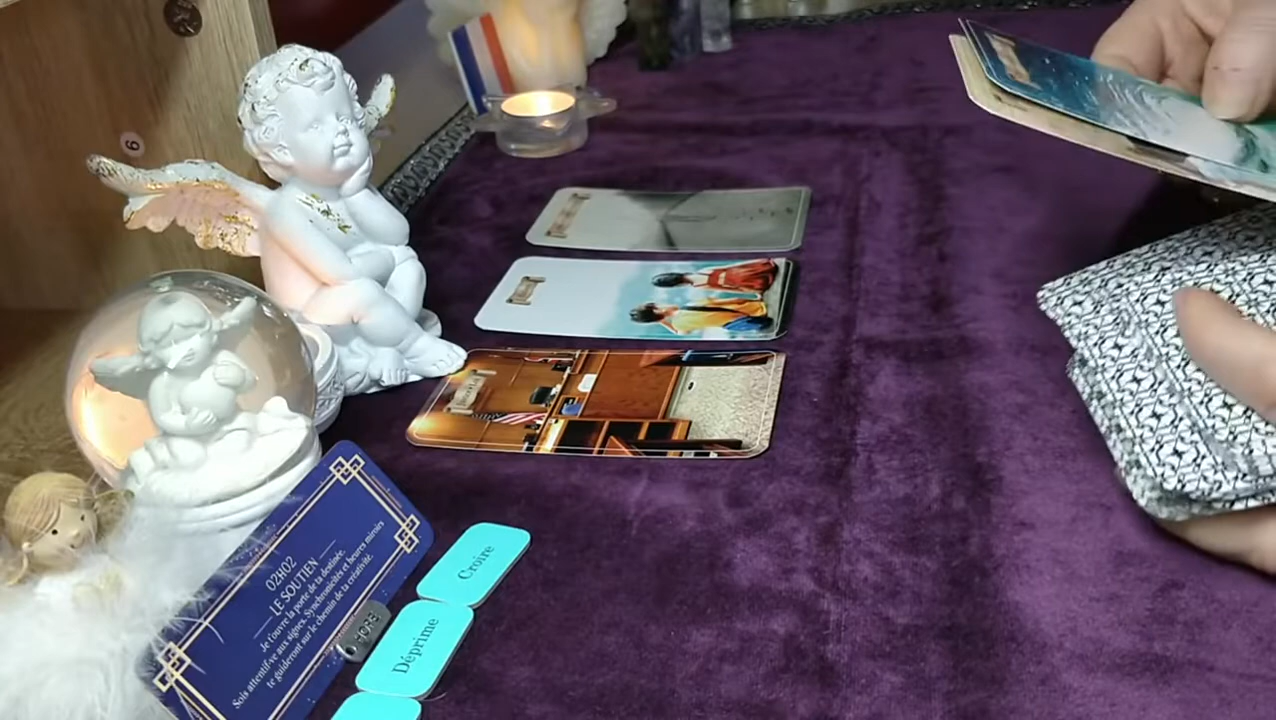 02H02
LE SOUTIEN
Je t'ouvre la porte de ta destinée.
Sois attentif·ve aux signes. Synchronicités et heures miroirs
te guideront sur le chemin de ta créativité.
HOPE
Croire
Déprime